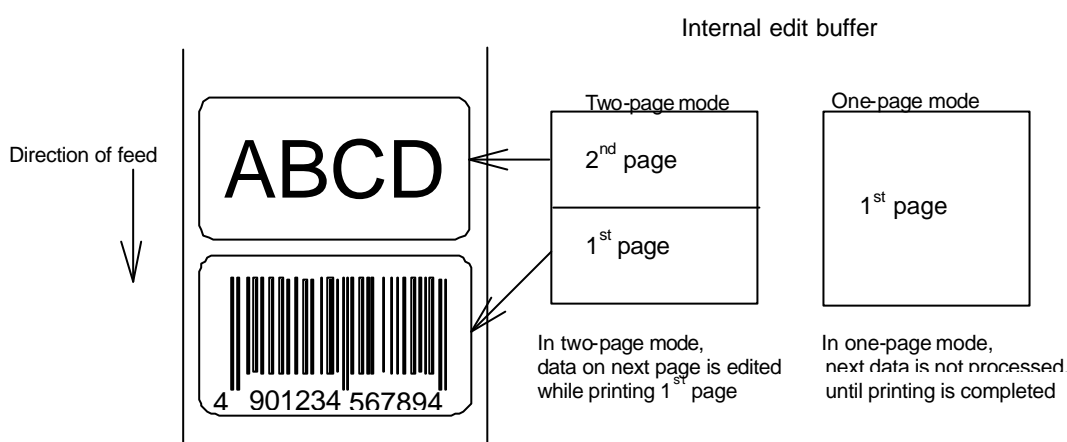 Internal edit buffer
Two-page mode
One-page mode
Direction of feed
ABCD
2nd page
1st page
1st page
4 901234 567894
In two-page mode,
data on next page is edited
while printing 1st page
In one-page mode,
next data is not processed.
until printing is completed